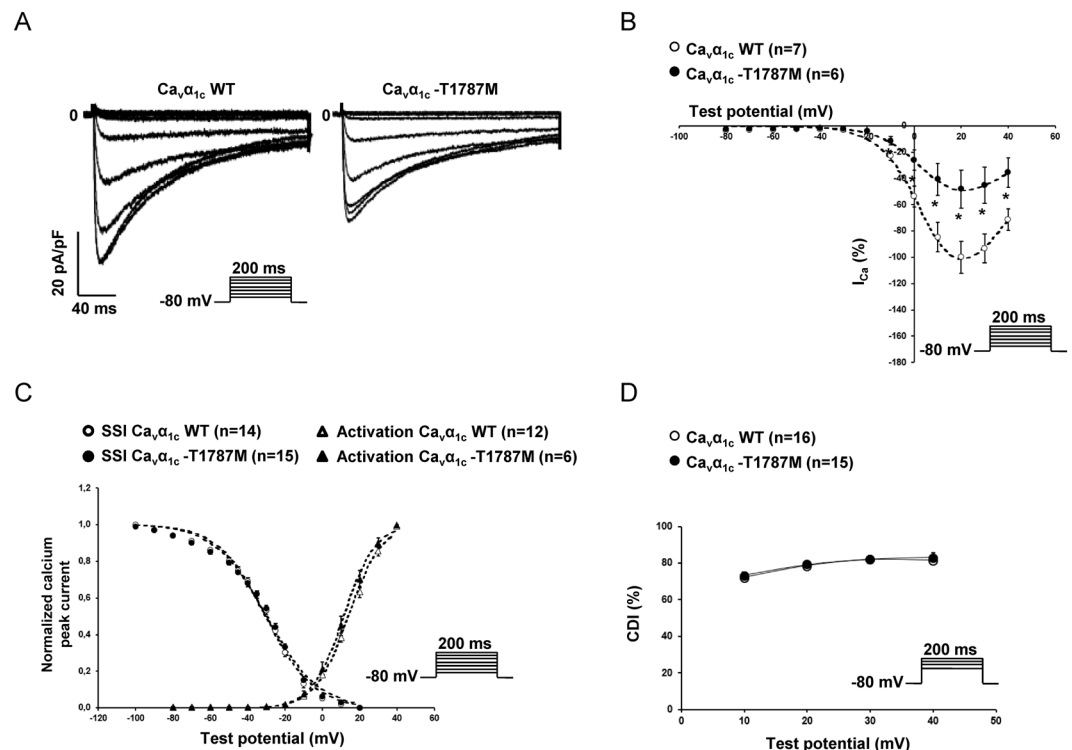 A
Caᵥα₁c WT
Caᵥα₁c -T1787M
0
0
20 pA/pF
40 ms
200 ms
-80 mV
B
Caᵥα₁c WT (n=7)
Caᵥα₁c -T1787M (n=6)
Test potential (mV)
-100 -80 -60 -40 -20 0 20 40 60
-20
-40
-60
-80
-100
-120
-140
-160
-180
* * * * * *
I Ca (%)
200 ms
-80 mV
C
SSI Caᵥα₁c WT (n=14)
SSI Caᵥα₁c -T1787M (n=15)
Activation Caᵥα₁c WT (n=12)
Activation Caᵥα₁c -T1787M (n=6)
Normalized calcium
peak current
1,2
1,0
0,8
0,6
0,4
0,2
0,0
-120 -100 -80 -60 -40 -20 0 20 40 60
Test potential (mV)
200 ms
-80 mV
D
Caᵥα₁c WT (n=16)
Caᵥα₁c -T1787M (n=15)
CDI (%)
100
80
60
40
20
0
0 10 20 30 40 50
Test potential (mV)
200 ms
-80 mV